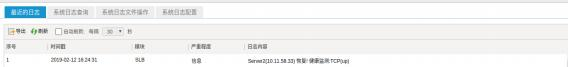 最近的日志 系统日志查询 系统日志文件操作 系统日志配置
导出 刷新 自动刷新: 每隔 30 秒
序号 时间戳 模块 严重程度 日志内容
1 2019-02-12 16:24:31 SLB 信息 Server2(10.11.58.33) 恢复! 健康监测:TCP(up)